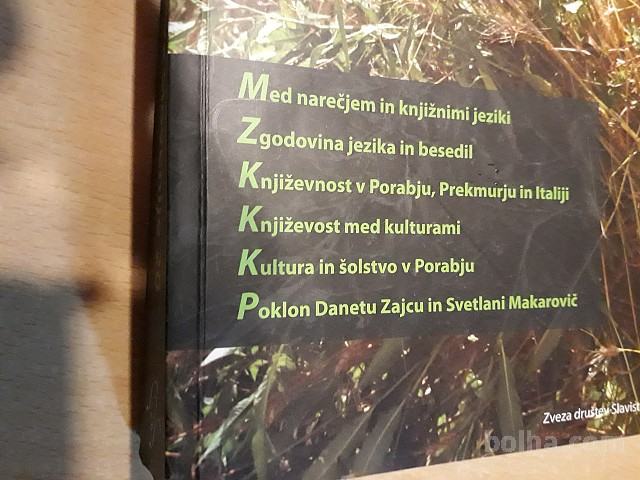 Med narečjem in knjižnimi jeziki
Zgodovina jezika in besedil
Književnost v Porabju, Prekmurju in Italiji
Književost med kulturami
Kultura in šolstvo v Porabju
Poklon Danetu Zajcu in Svetlani Makarovič
Zveza društev Slavist
bolha.com